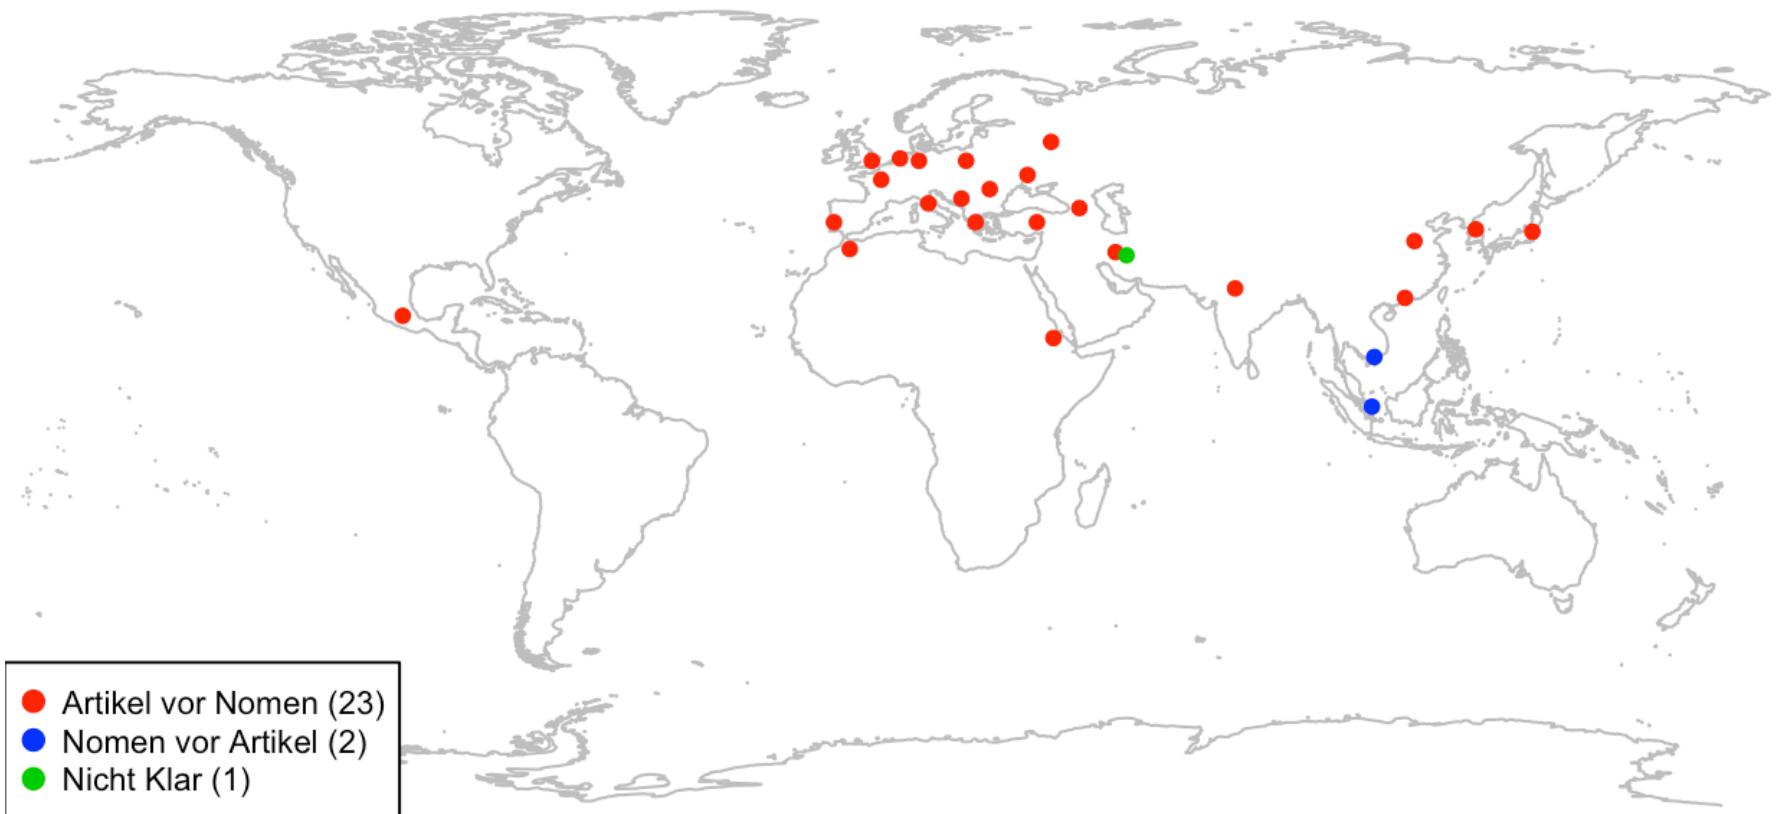 Artikel vor Nomen (23)
Nomen vor Artikel (2)
Nicht Klar (1)